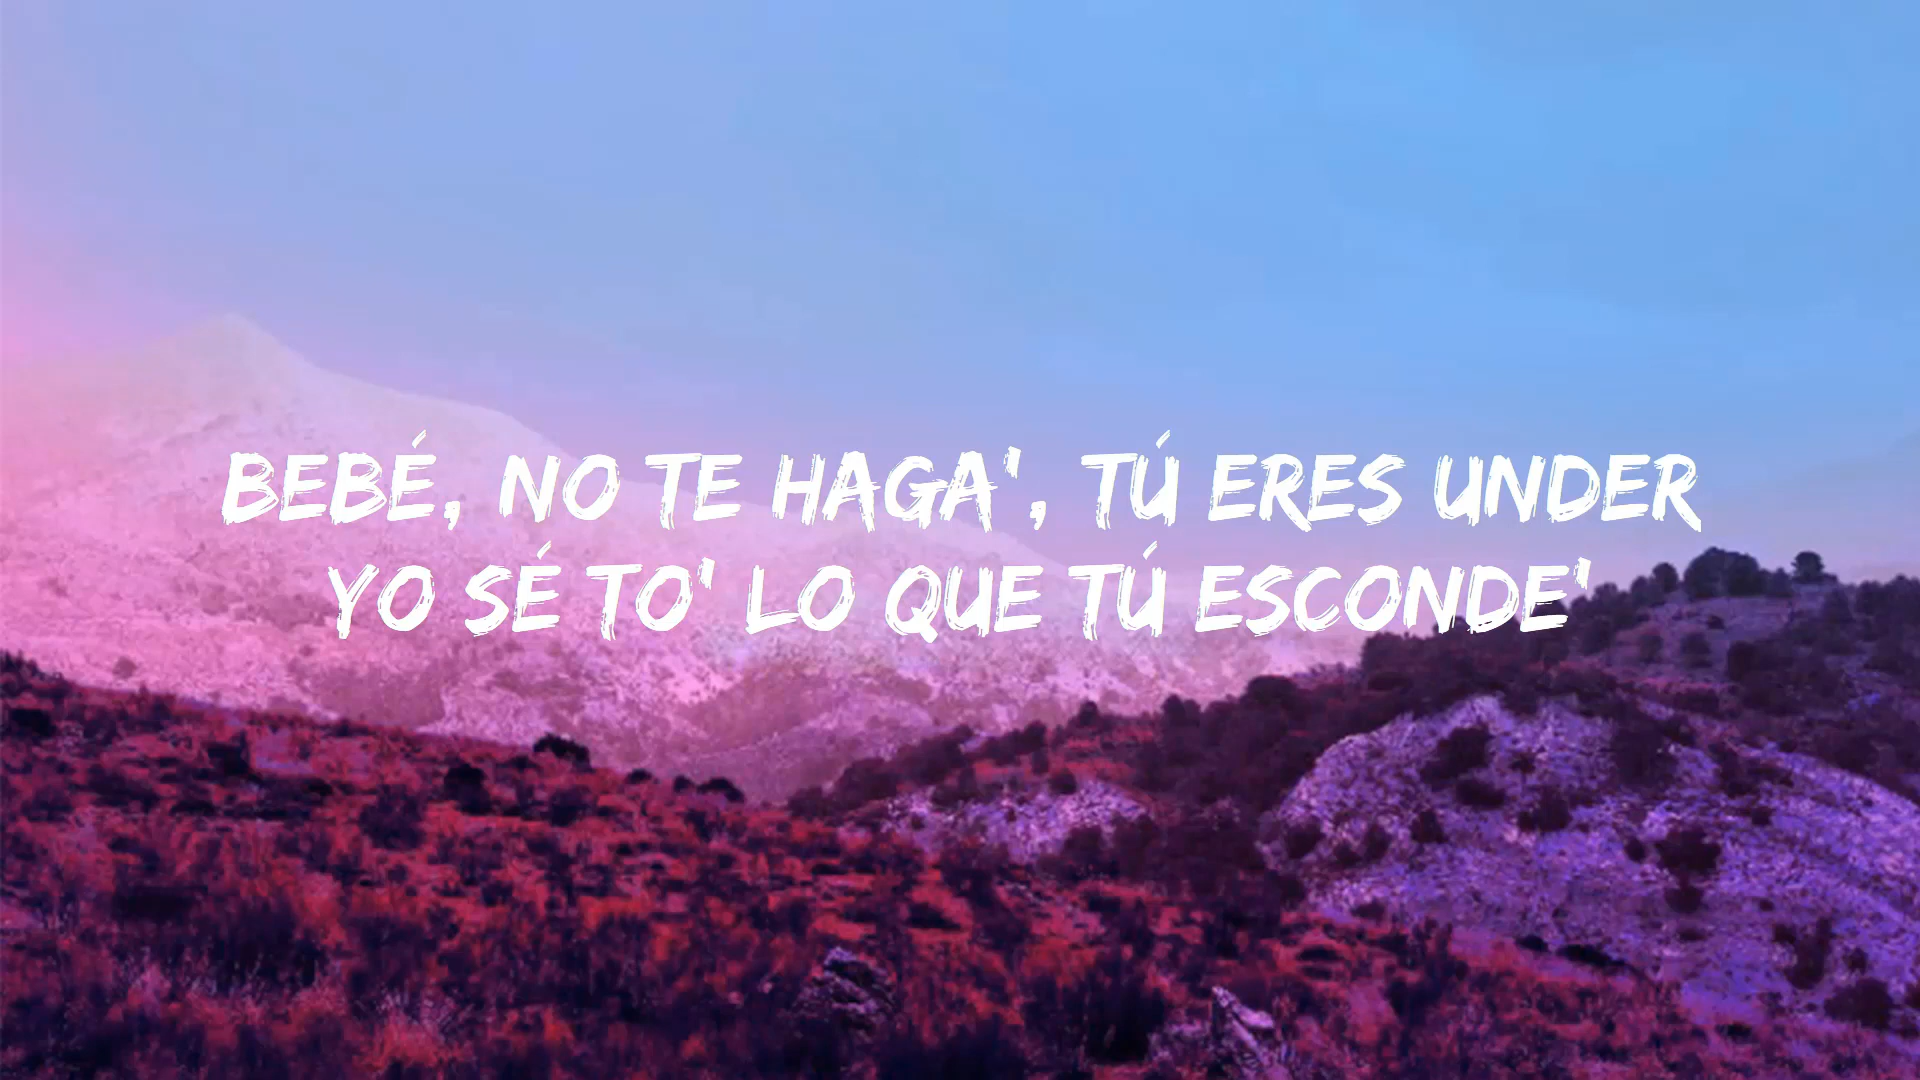 BEBÉ, NO TE HAGA', TÚ ERES UNDER
YO SÉ TO' LO QUE TÚ ESCONDE'